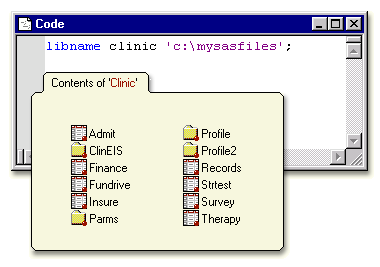 Code
libname clinic 'c:\mysasfiles';
Contents of 'Clinic'
Admit
ClinEIS
Finance
Fundrive
Insure
Parms
Profile
Profile2
Records
Strtest
Survey
Therapy